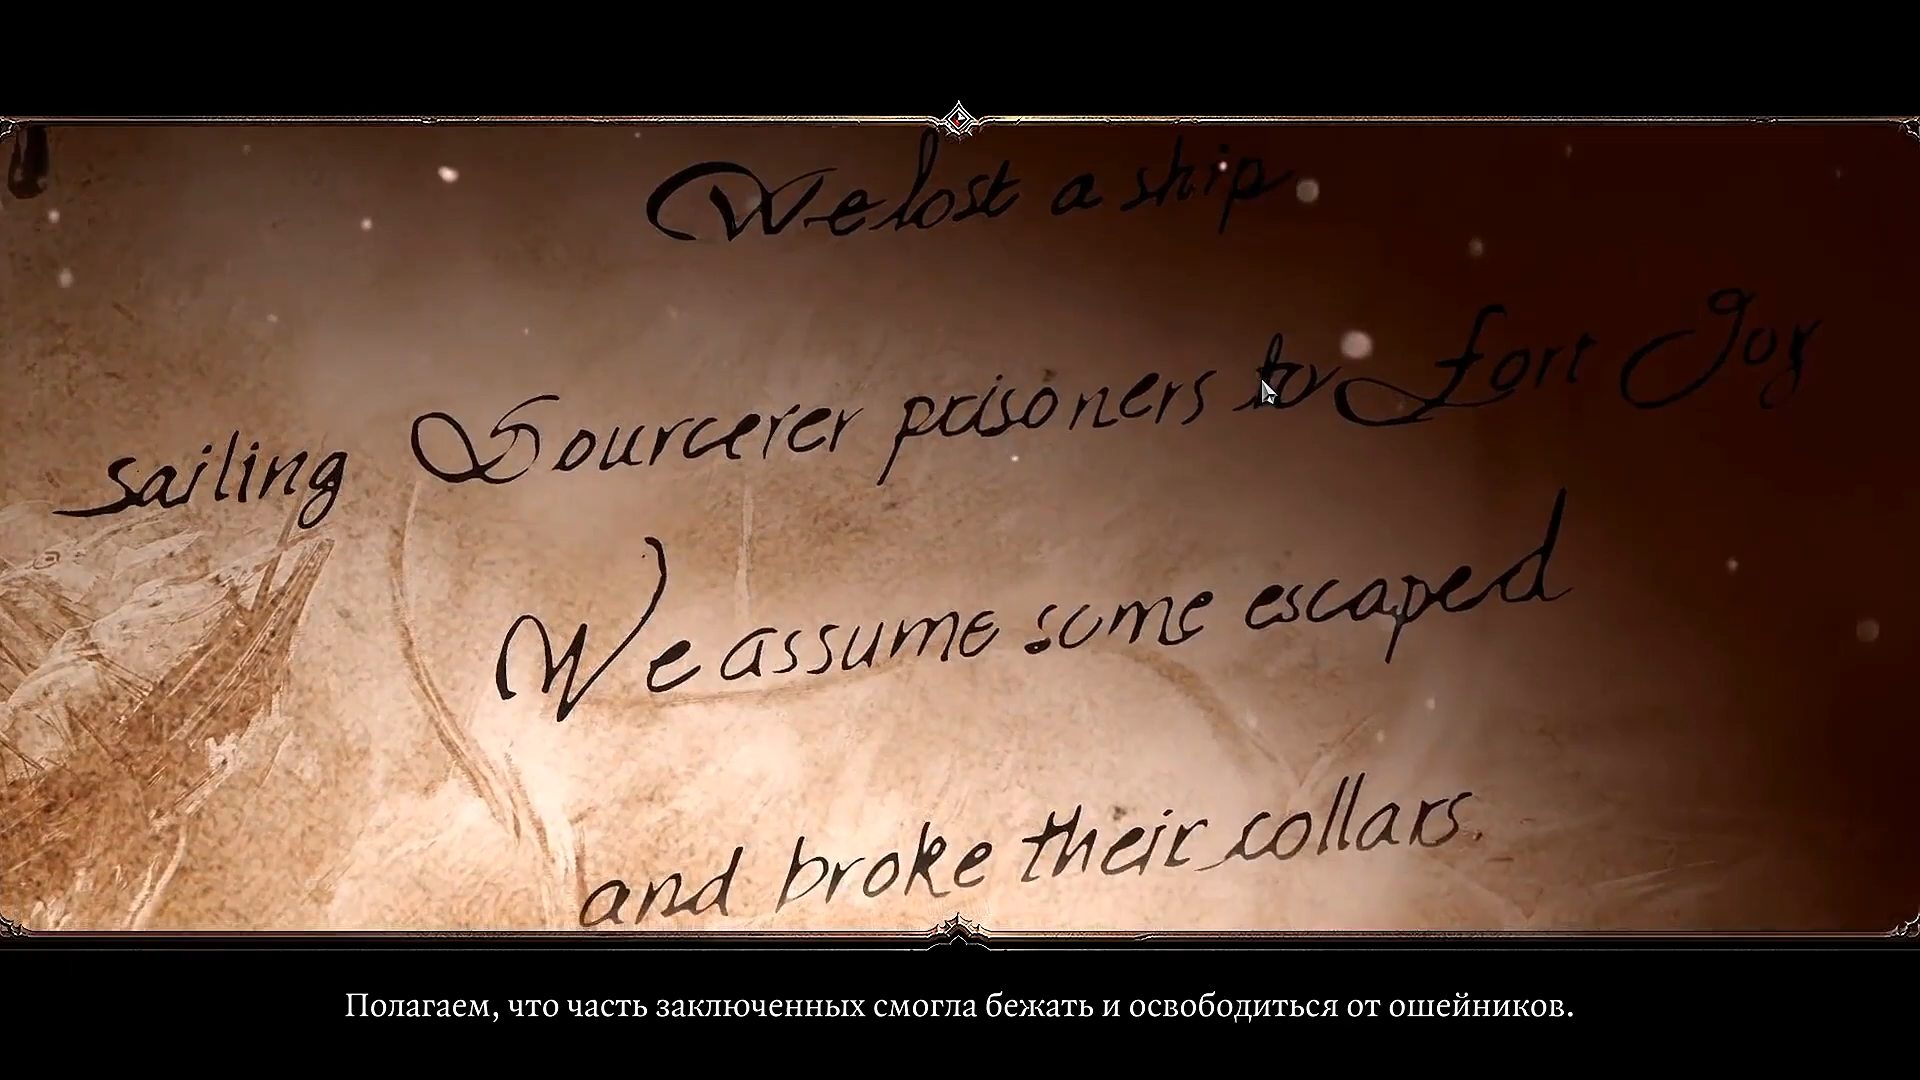 We lost a ship
sailing Sourcerer prisoners to Fort Joy
We assume some escaped
and broke their collars.
Полагаем, что часть заключенных смогла бежать и освободиться от ошейников.